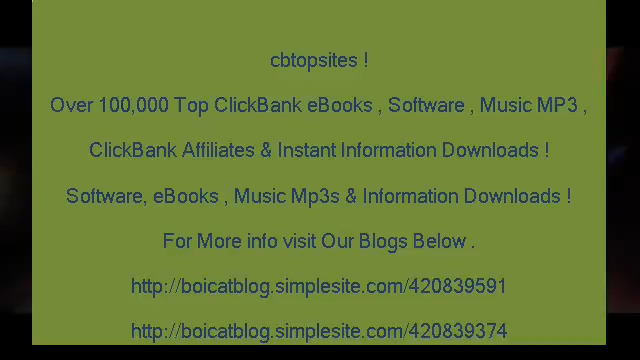 cbtopsites !
Over 100,000 Top ClickBank eBooks , Software , Music MP3 ,
ClickBank Affiliates & Instant Information Downloads !
Software, eBooks , Music Mp3s & Information Downloads !
For More info visit Our Blogs Below .
http://boicatblog.simplesite.com/420839591
http://boicatblog.simplesite.com/420839374